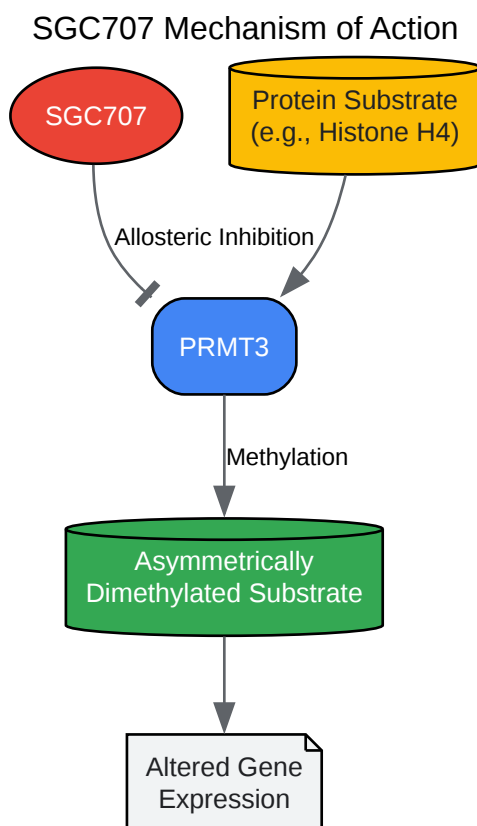 SGC707 Mechanism of Action
SGC707
Protein Substrate
(e.g., Histone H4)
Allosteric Inhibition
PRMT3
Methylation
Asymmetrically
Dimethylated Substrate
Altered Gene
Expression